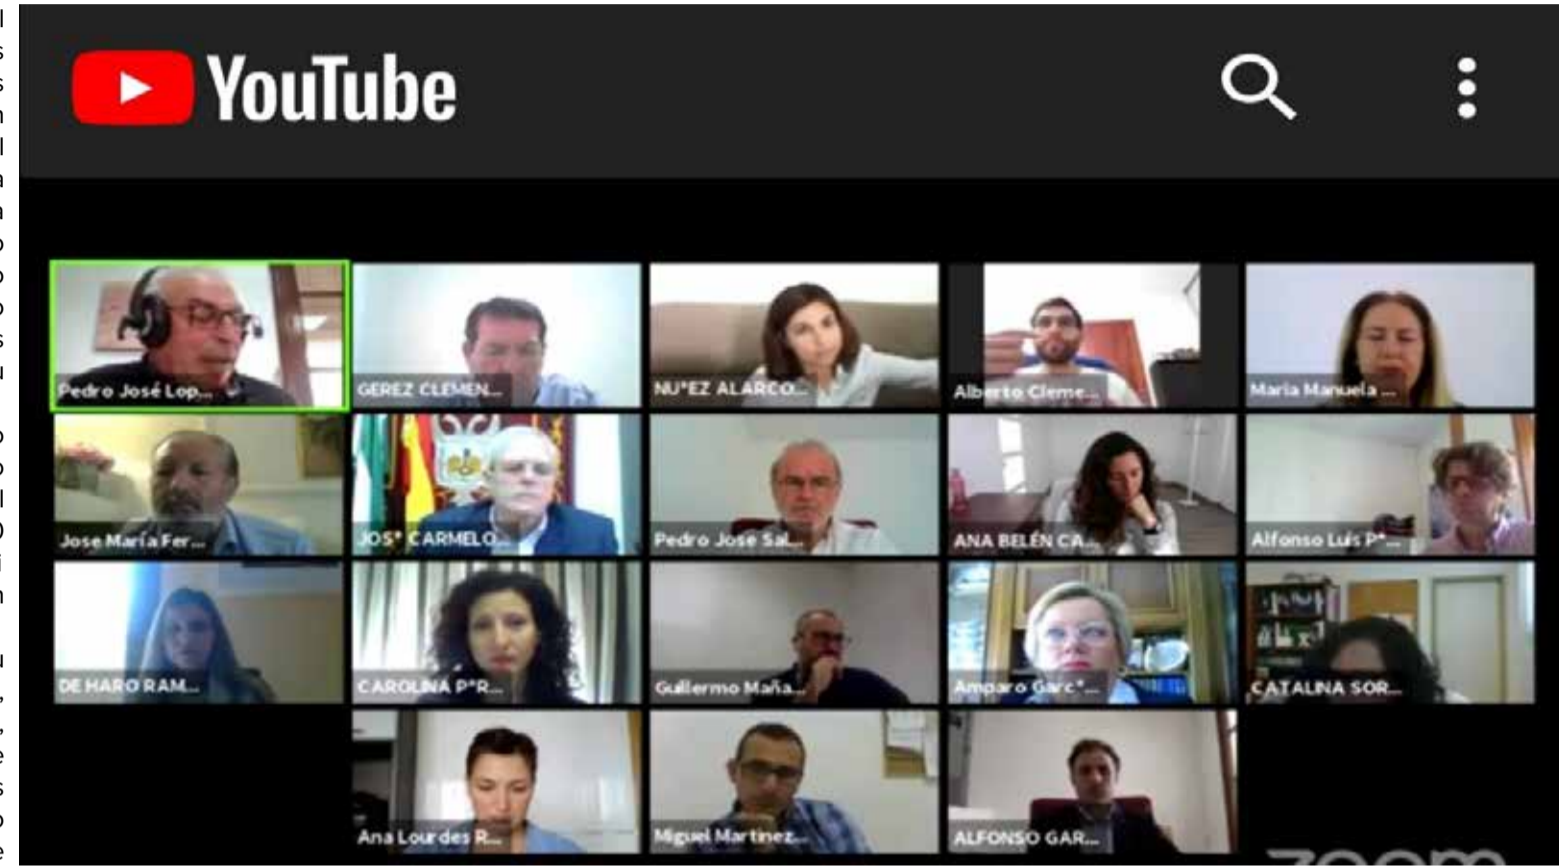 l
s
s
n
l
a
a
o
o
o
s
u
o
o
l
O
i
n
u
,
,
e
s
o
e
YouTube
Pedro José Lop...
GEREZ CLEMEN...
NU*EZ ALARCO...
Alberto Cleme...
Maria Manuela ...
Jose María Fer...
JOS* CARMELO...
Pedro Jose Sal...
ANA BELÉN CA...
Alfonso Luis P*...
DE HARO RAM...
CAROLINA P*R...
Guillermo Maña...
Amparo Garc*...
CATALINA SOR...
Ana Lourdes R...
Miguel Martinez...
ALFONSO GAR...
zoom